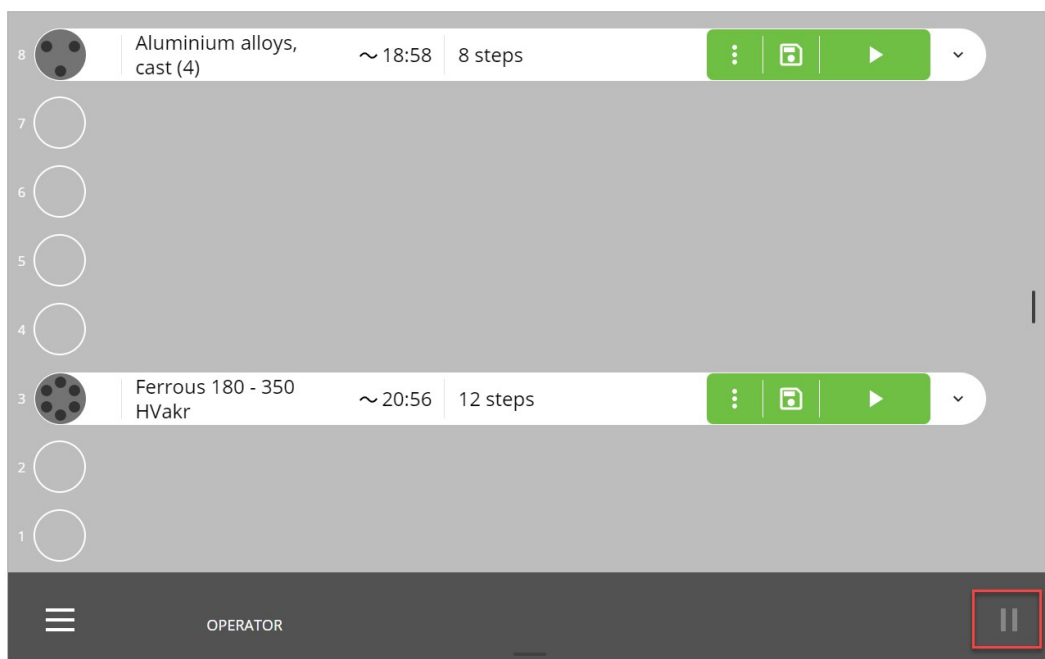 8
Aluminium alloys,
cast (4)
~ 18:58
8 steps
7
6
5
4
3
Ferrous 180 - 350
HVakr
~ 20:56
12 steps
2
1
OPERATOR